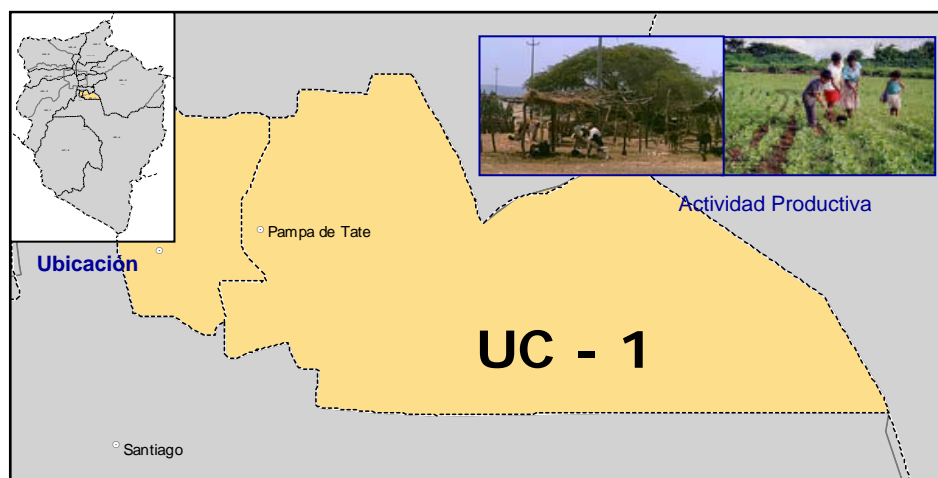 Actividad Productiva
Pampa de Tate
Ubicación
UC - 1
Santiago